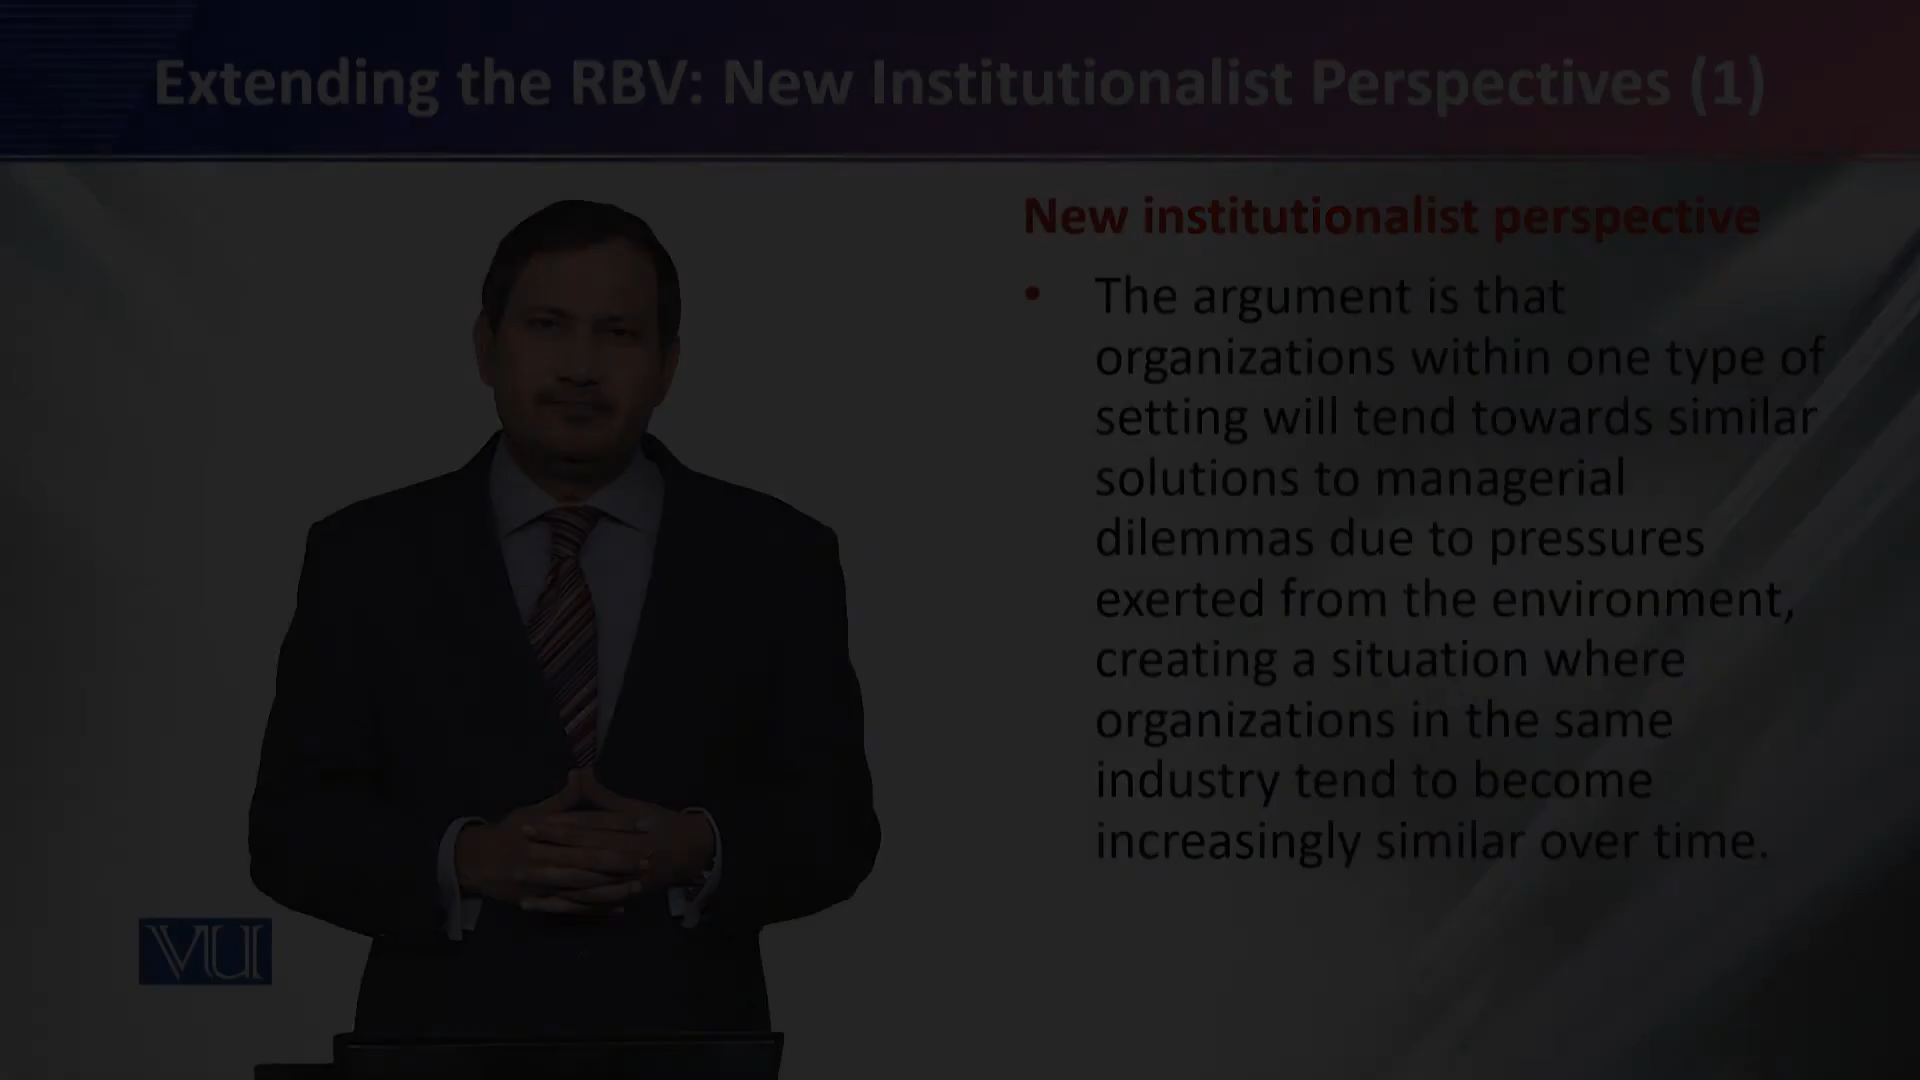 Extending the RBV: New Institutionalist Perspectives (1)
New institutionalist perspective
• The argument is that
organizations within one type of
setting will tend towards similar
solutions to managerial
dilemmas due to pressures
exerted from the environment,
creating a situation where
organizations in the same
industry tend to become
increasingly similar over time.
VU